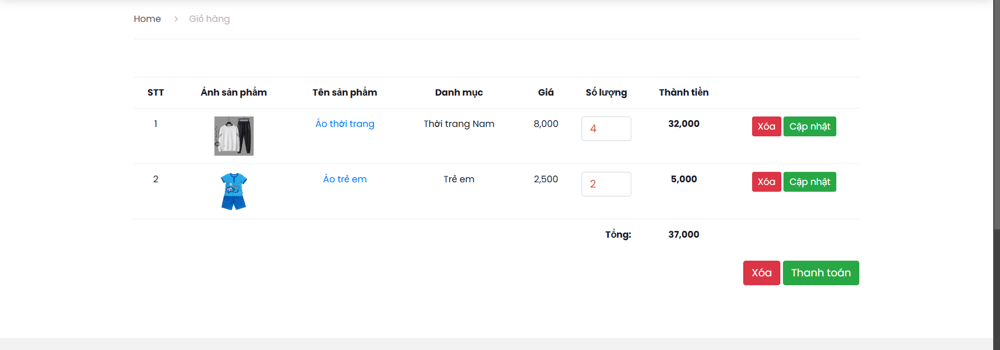 Home > Giỏ hàng
STT Ảnh sản phẩm Tên sản phẩm Danh mục Giá Số lượng Thành tiền
1 Áo thời trang Thời trang Nam 8,000 4 32,000 Xóa Cập nhật
2 Áo trẻ em Trẻ em 2,500 2 5,000 Xóa Cập nhật
Tổng: 37,000
Xóa Thanh toán